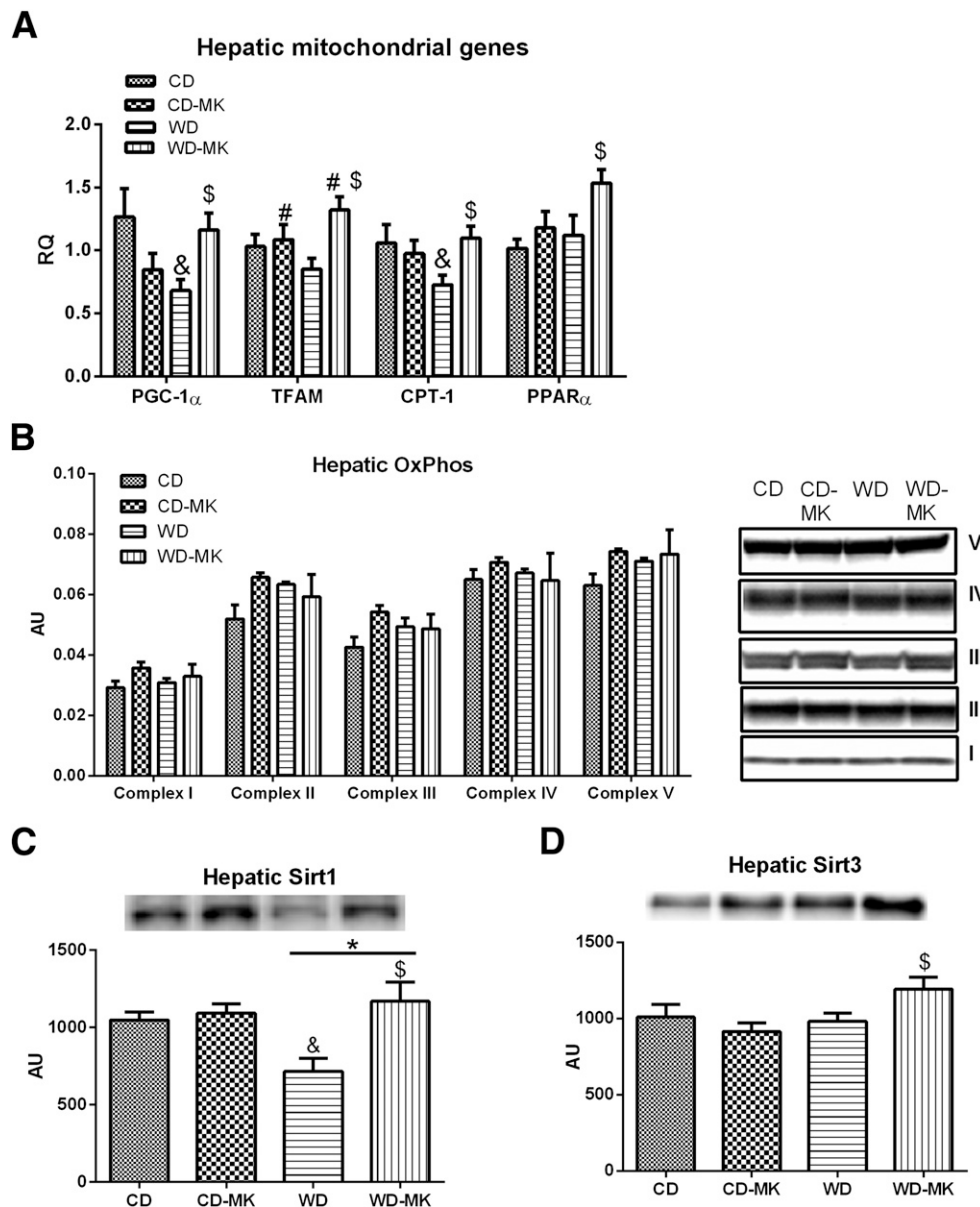 A
Hepatic mitochondrial genes
CD
CD-MK
WD
WD-MK
2.0
1.5
1.0
0.5
0.0
RQ
$
&
#
# $
&
$
$
PGC-1α
TFAM
CPT-1
PPARα
B
Hepatic OxPhos
CD
CD-MK
WD
WD-MK
0.10
0.08
0.06
0.04
0.02
0.00
AU
Complex I
Complex II
Complex III
Complex IV
Complex V
CD CD-MK WD WD-MK
V
IV
II
II
I
C
Hepatic Sirt1
1500
1000
500
0
AU
*
&
$
CD
CD-MK
WD
WD-MK
D
Hepatic Sirt3
1500
1000
500
0
AU
$
CD
CD-MK
WD
WD-MK